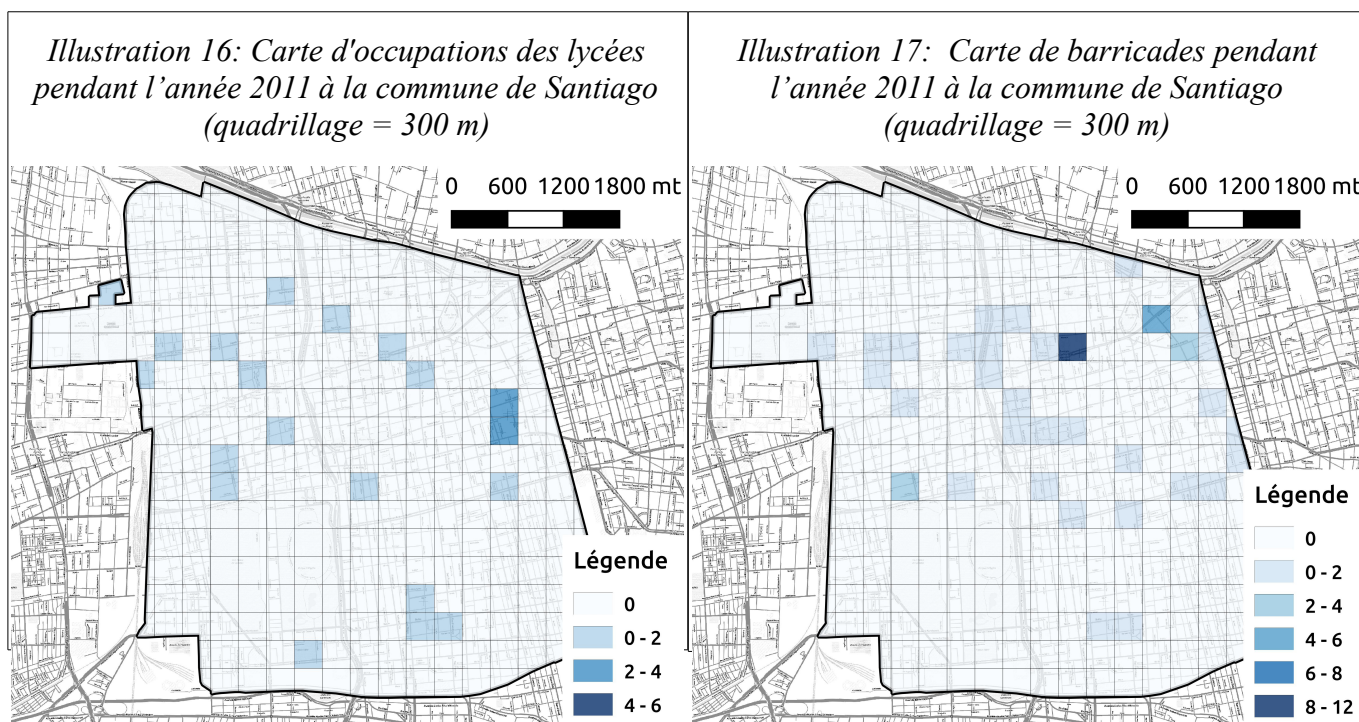 Illustration 16: Carte d'occupations des lycées
pendant l’année 2011 à la commune de Santiago
(quadrillage = 300 m)
0 600 1200 1800 mt
Légende
0
0 - 2
2 - 4
4 - 6
Illustration 17: Carte de barricades pendant
l’année 2011 à la commune de Santiago
(quadrillage = 300 m)
0 600 1200 1800 mt
Légende
0
0 - 2
2 - 4
4 - 6
6 - 8
8 - 12